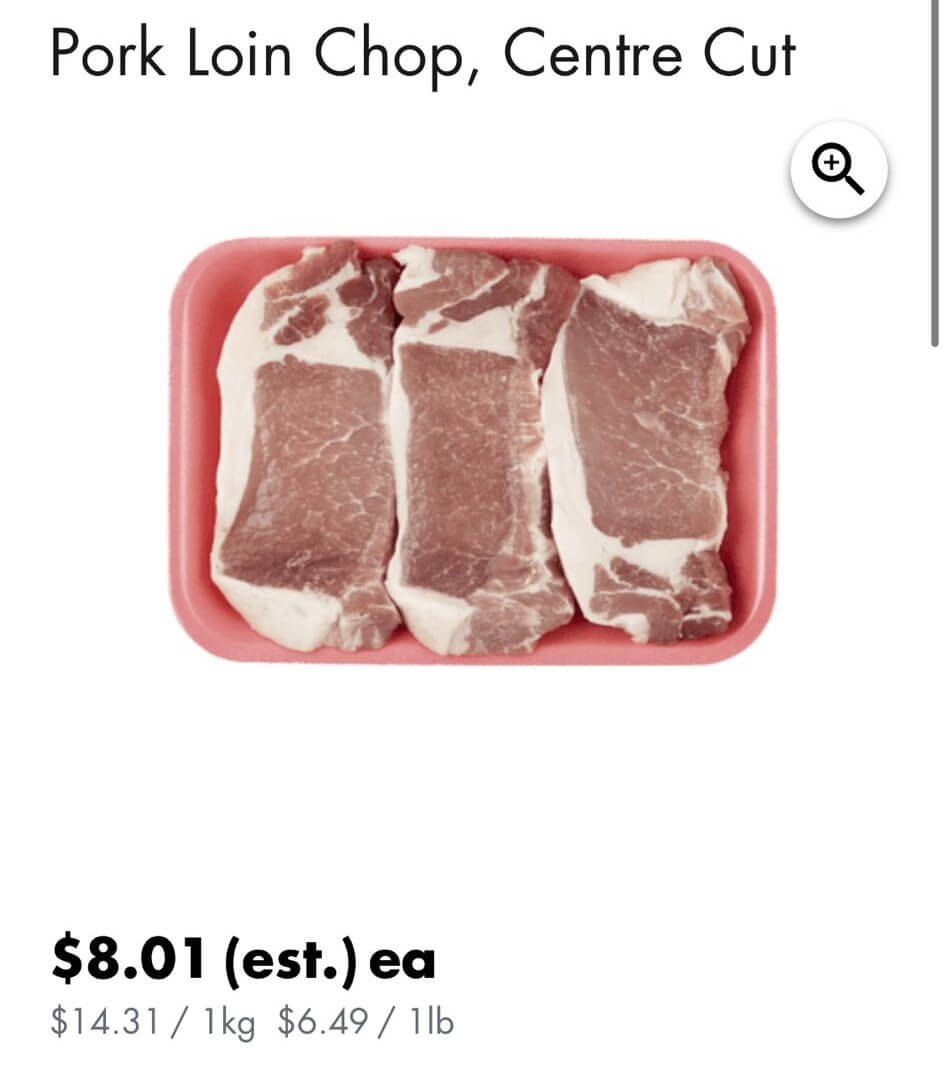 Pork Loin Chop, Centre Cut
$8.01 (est.) ea
$14.31 / 1kg $6.49 / 1lb